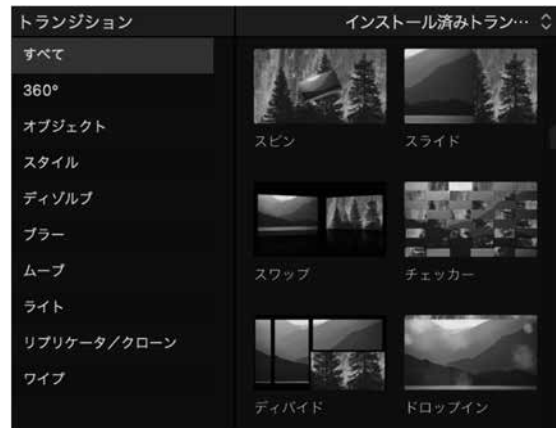 トランジション
インストール済みトラン…
すべて
360°
オブジェクト
スタイル
ディゾルブ
ブラー
ムーブ
ライト
リプリケータ／クローン
ワイプ
スピン
スライド
スワップ
チェッカー
ディバイド
ドロップイン